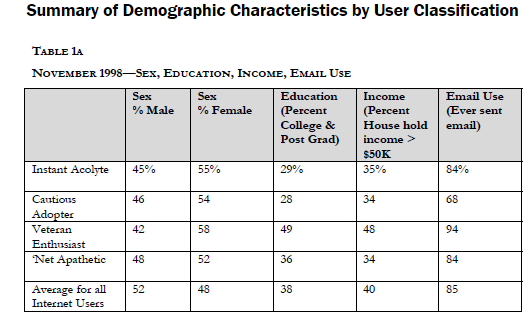 Summary of Demographic Characteristics by User Classification
TABLE 1A
NOVEMBER 1998—SEX, EDUCATION, INCOME, EMAIL USE
Sex % Male Sex % Female Education (Percent College & Post Grad) Income (Percent House hold income > $50K Email Use (Ever sent email)
Instant Acolyte 45% 55% 29% 35% 84%
Cautious Adopter 46 54 28 34 68
Veteran Enthusiast 42 58 49 48 94
'Net Apathetic 48 52 36 34 84
Average for all Internet Users 52 48 38 40 85